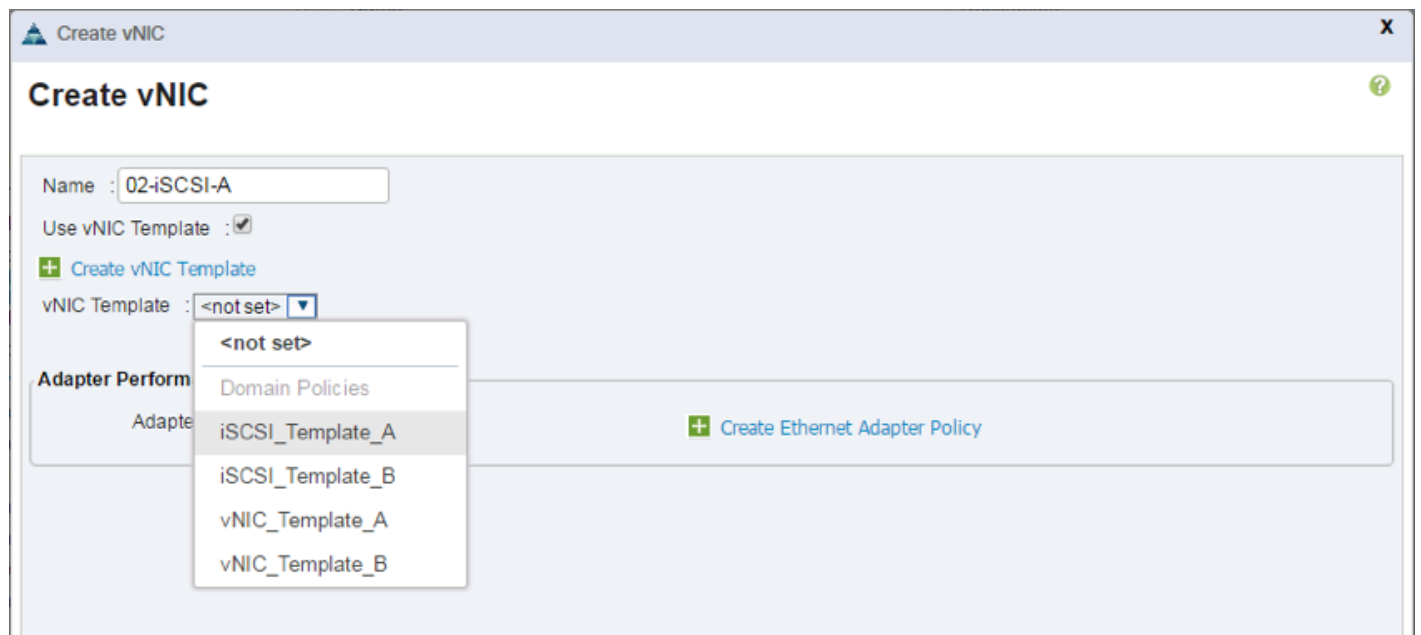 Create vNIC
X
Create vNIC
?
Name : 02-iSCSI-A
Use vNIC Template :
Create vNIC Template
vNIC Template : <not set>
<not set>
Domain Policies
Adapter Perform
iSCSI_Template_A
Adapte
Create Ethernet Adapter Policy
iSCSI_Template_B
vNIC_Template_A
vNIC_Template_B